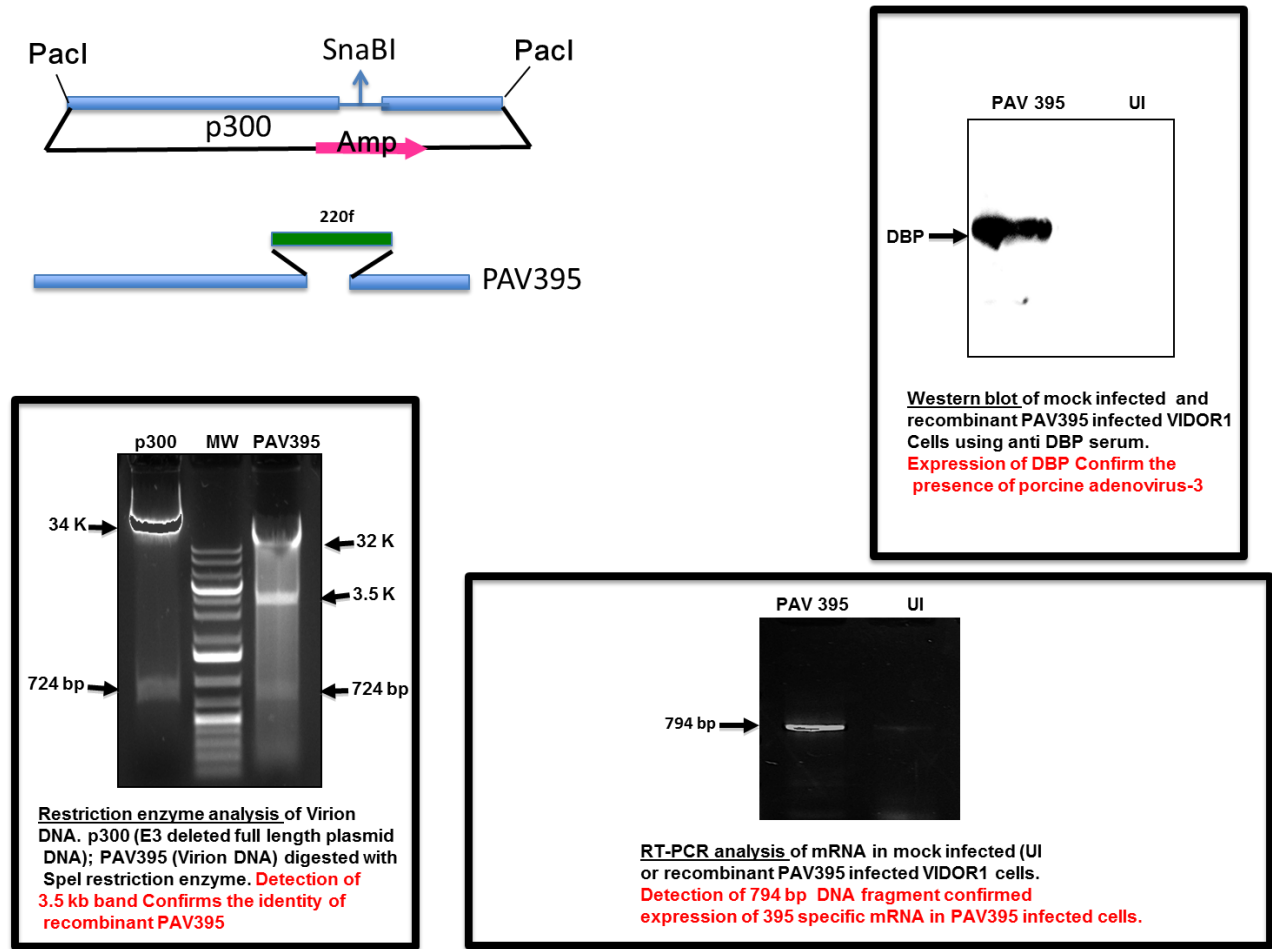 PacI
SnaBI
PacI
p300
Amp
220f
PAV395
PAV 395 UI
DBP
Western blot of mock infected and
recombinant PAV395 infected VIDOR1
Cells using anti DBP serum.
Expression of DBP Confirm the
presence of porcine adenovirus-3
p300 MW PAV395
34 K
32 K
3.5 K
724 bp
724 bp
Restriction enzyme analysis of Virion
DNA. p300 (E3 deleted full length plasmid
DNA); PAV395 (Virion DNA) digested with
SpeI restriction enzyme. Detection of
3.5 kb band Confirms the identity of
recombinant PAV395
PAV 395 UI
794 bp
RT-PCR analysis of mRNA in mock infected (UI
or recombinant PAV395 infected VIDOR1 cells.
Detection of 794 bp DNA fragment confirmed
expression of 395 specific mRNA in PAV395 infected cells.